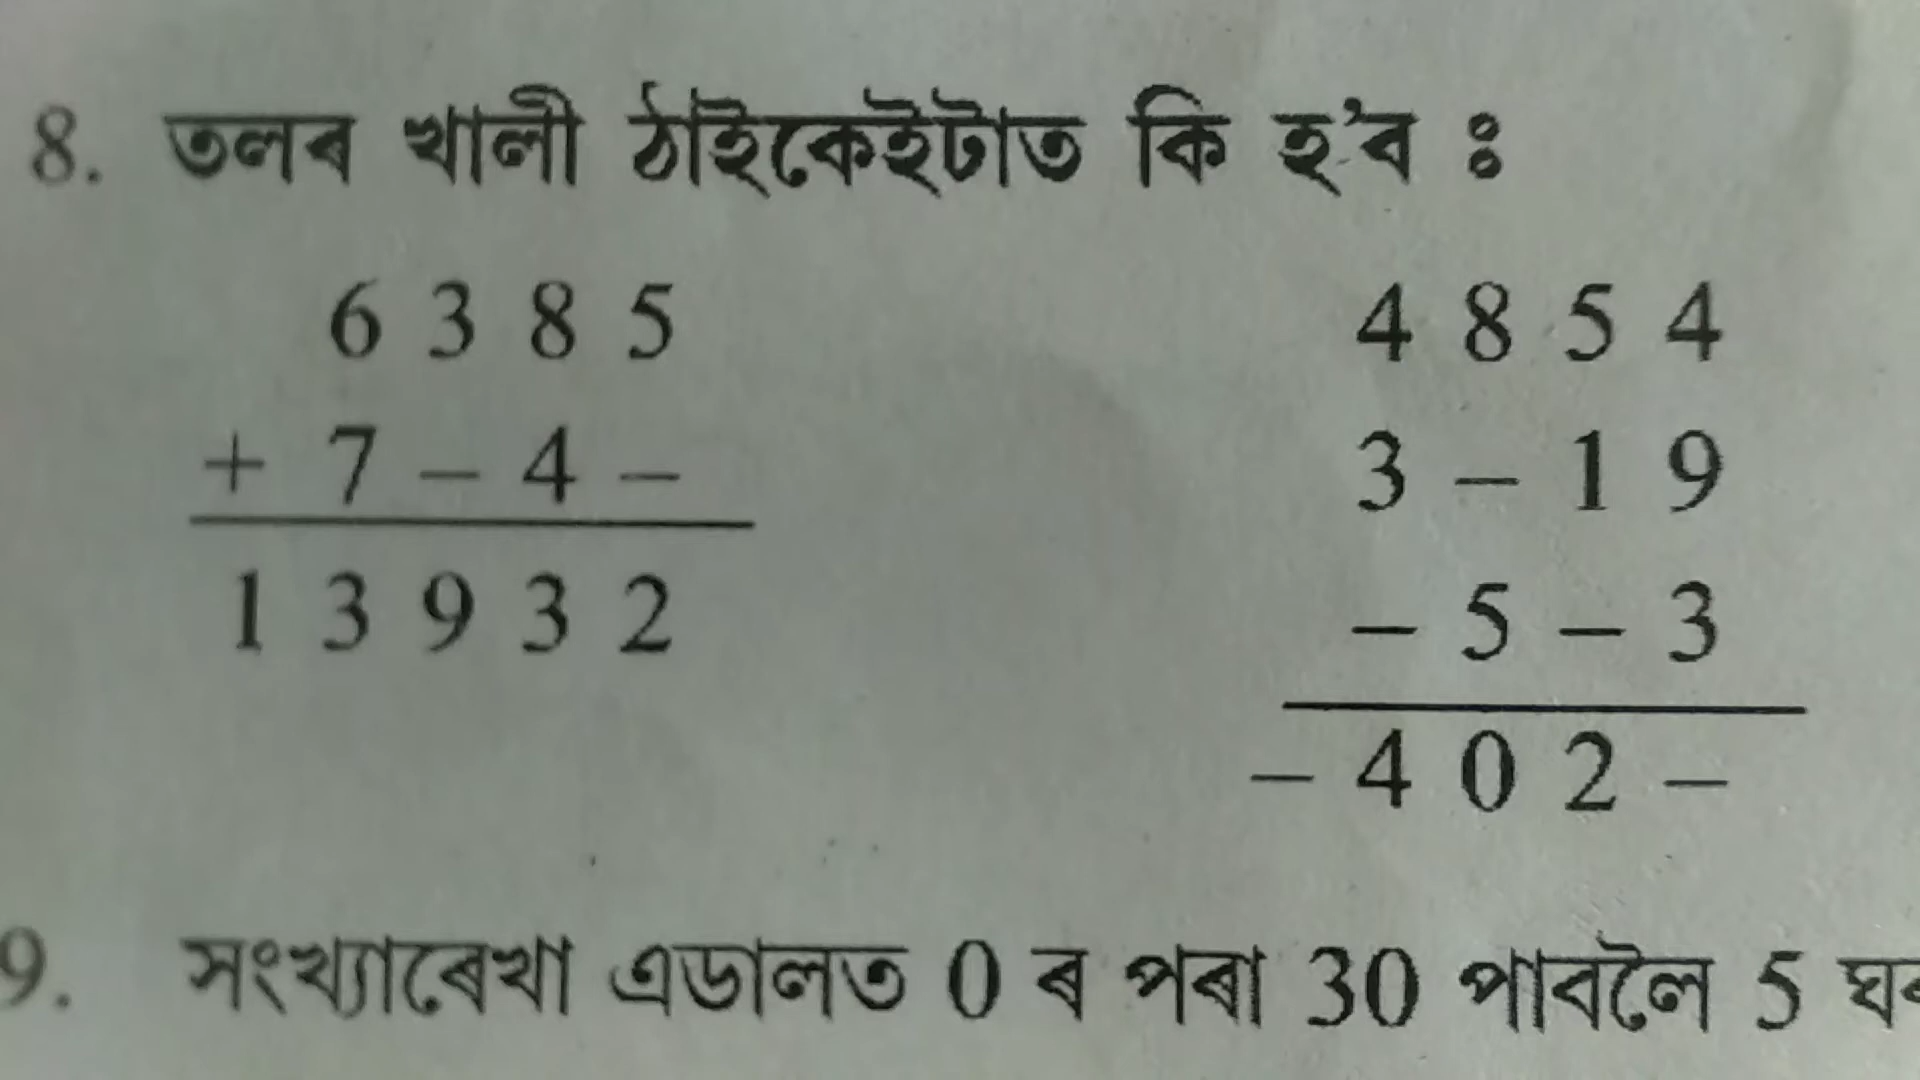 8. তলৰ খালী ঠাইকেইটাত কি হ'ব :
6 3 8 5
+ 7 – 4 –
1 3 9 3 2
4 8 5 4
3 – 1 9
– 5 – 3
– 4 0 2 –
9. সংখ্যাৰেখা এডালত 0 ৰ পৰা 30 পাবলৈ 5